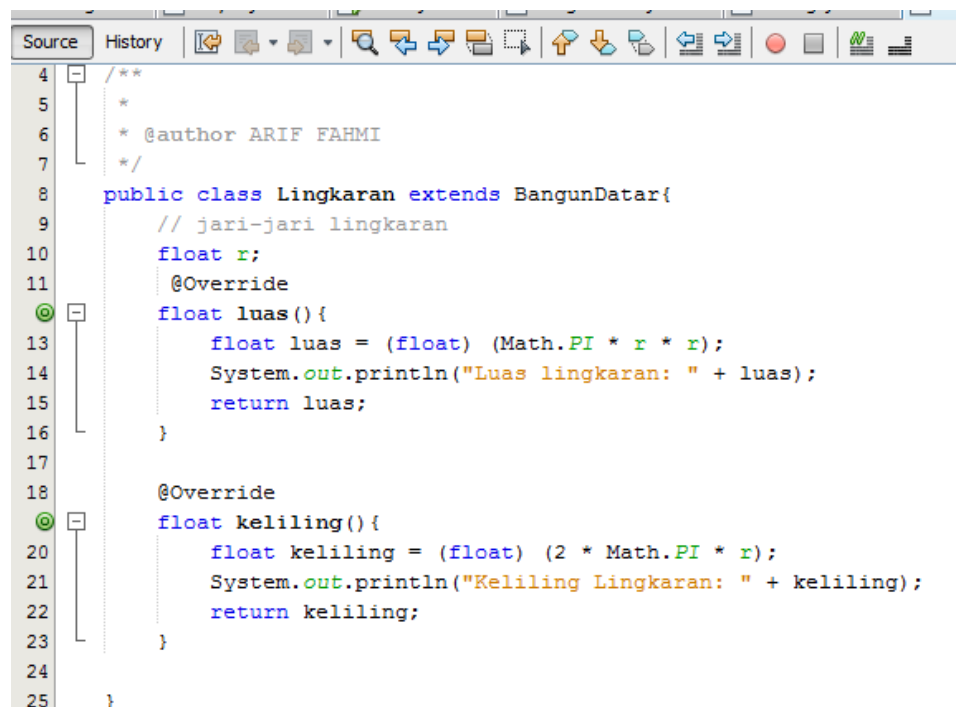 Source History
4 /**
5 *
6 * @author ARIF FAHMI
7 */
8 public class Lingkaran extends BangunDatar{
9 // jari-jari lingkaran
10 float r;
11 @Override
float luas(){
13 float luas = (float) (Math.PI * r * r);
14 System.out.println("Luas lingkaran: " + luas);
15 return luas;
16 }
17
18 @Override
float keliling(){
20 float keliling = (float) (2 * Math.PI * r);
21 System.out.println("Keliling Lingkaran: " + keliling);
22 return keliling;
23 }
24
25 }